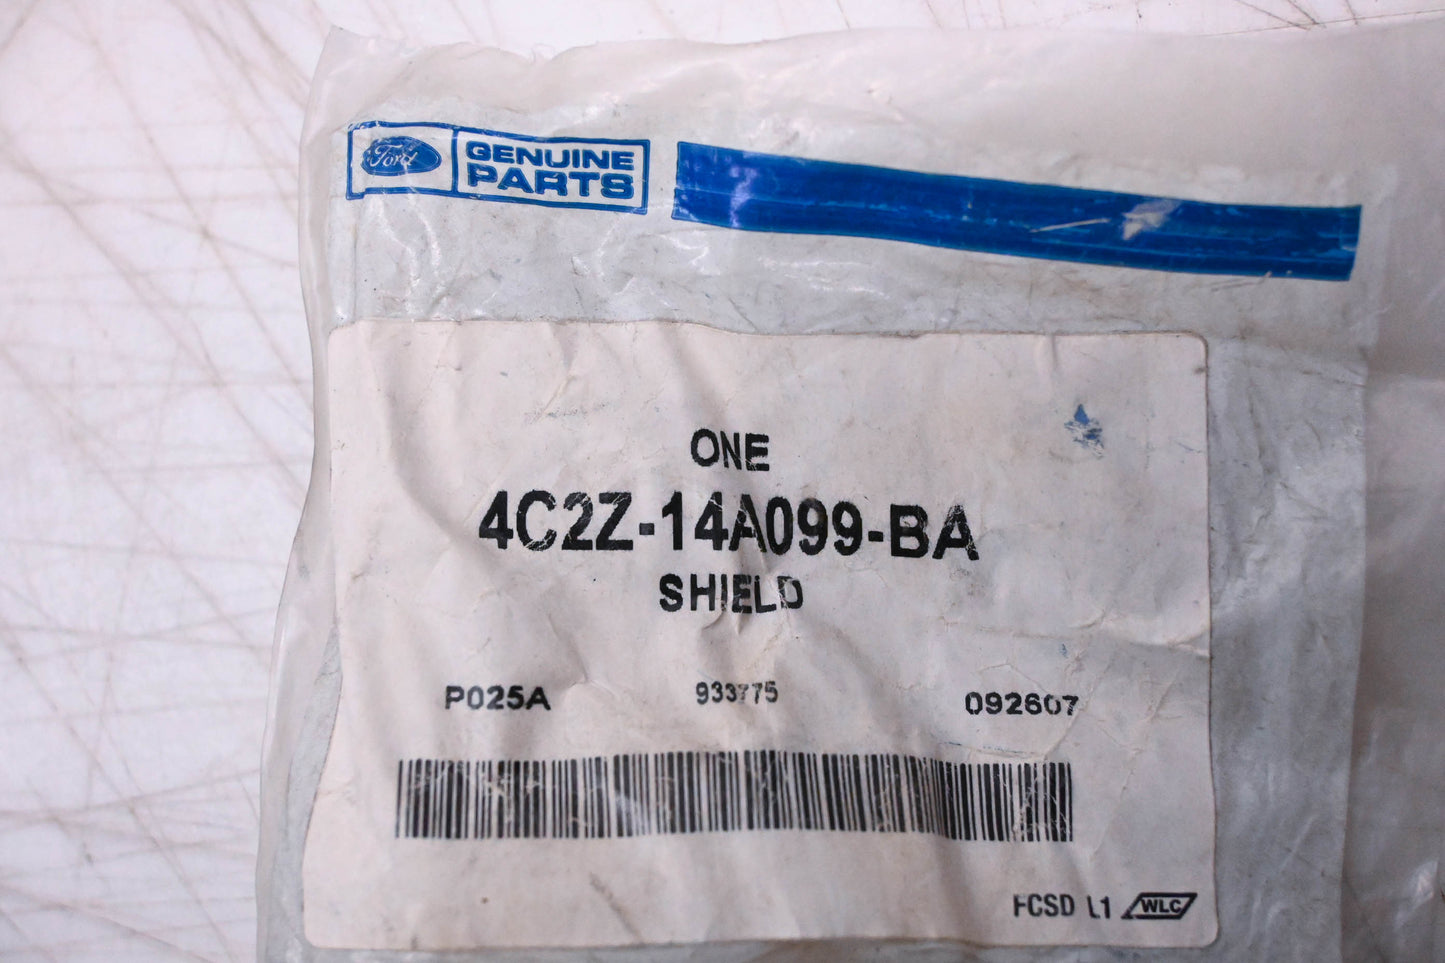 Ford GENUINE
PARTS
ONE
4C2Z-14A099-BA
SHIELD
P025A 933775 092607
FCSD L1 WLC